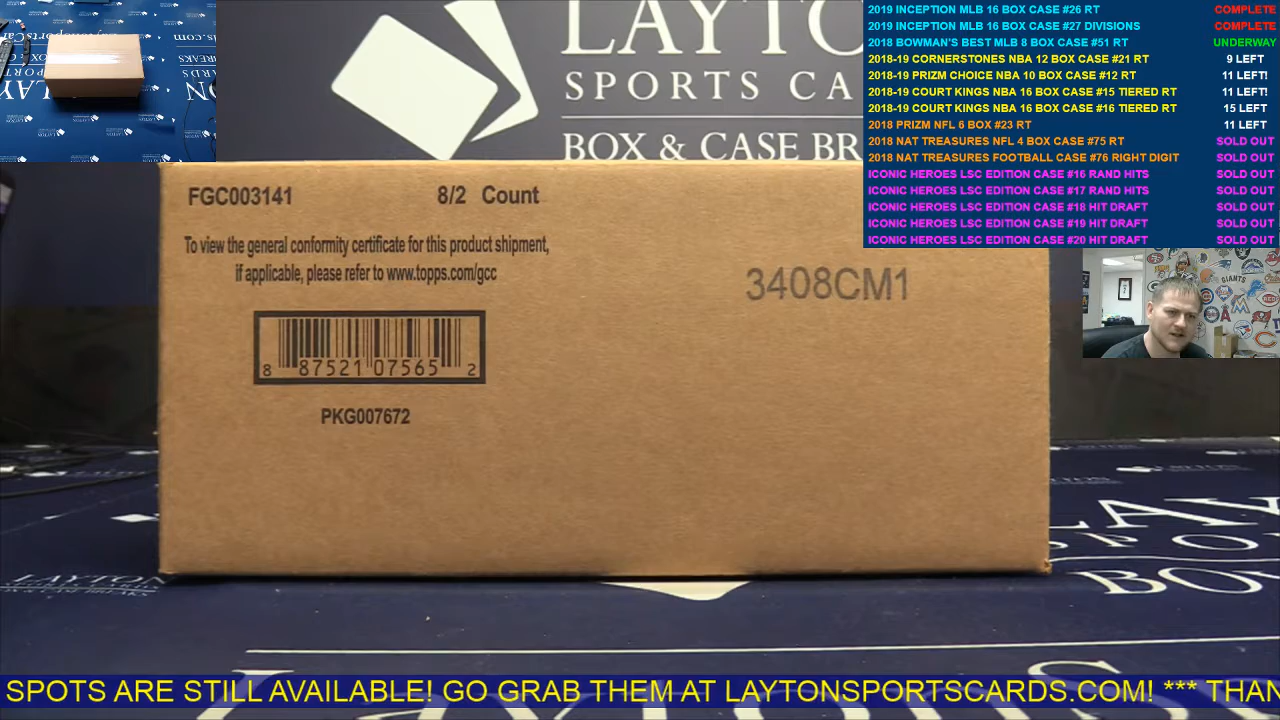 LAYTO
SPORTS CA
BOX & CASE BR
2019 INCEPTION MLB 16 BOX CASE #26 RT COMPLETE
2019 INCEPTION MLB 16 BOX CASE #27 DIVISIONS COMPLETE
2018 BOWMAN'S BEST MLB 8 BOX CASE #51 RT UNDERWAY
2018-19 CORNERSTONES NBA 12 BOX CASE #21 RT 9 LEFT
2018-19 PRIZM CHOICE NBA 10 BOX CASE #12 RT 11 LEFT!
2018-19 COURT KINGS NBA 16 BOX CASE #15 TIERED RT 11 LEFT!
2018-19 COURT KINGS NBA 16 BOX CASE #16 TIERED RT 15 LEFT
2018 PRIZM NFL 6 BOX #23 RT 11 LEFT
2018 NAT TREASURES NFL 4 BOX CASE #75 RT SOLD OUT
2018 NAT TREASURES FOOTBALL CASE #76 RIGHT DIGIT SOLD OUT
ICONIC HEROES LSC EDITION CASE #16 RAND HITS SOLD OUT
ICONIC HEROES LSC EDITION CASE #17 RAND HITS SOLD OUT
ICONIC HEROES LSC EDITION CASE #18 HIT DRAFT SOLD OUT
ICONIC HEROES LSC EDITION CASE #19 HIT DRAFT SOLD OUT
ICONIC HEROES LSC EDITION CASE #20 HIT DRAFT SOLD OUT
FGC003141 8/2 Count
To view the general conformity certificate for this product shipment,
if applicable, please refer to www.topps.com/gcc
3408CM1
8 87521 07565 2
PKG007672
LAYTON
& CASE BREAKS
LAY
SPO
BO
SPOTS ARE STILL AVAILABLE! GO GRAB THEM AT LAYTONSPORTSCARDS.COM! *** THAN